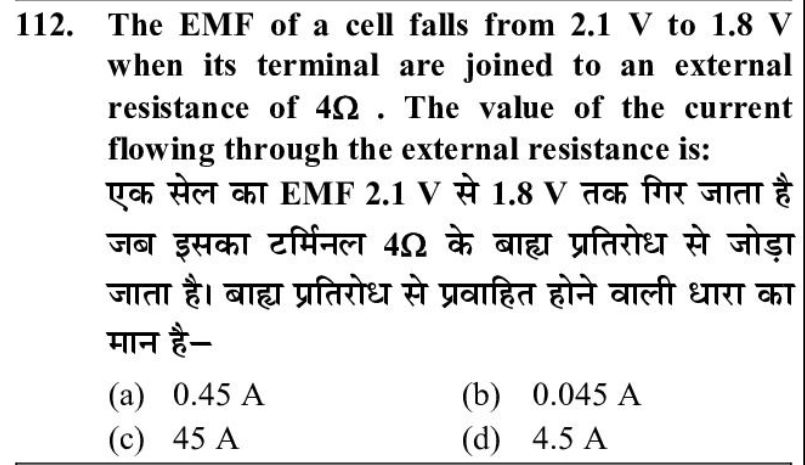 112. The EMF of a cell falls from 2.1 V to 1.8 V
when its terminal are joined to an external
resistance of 4Ω . The value of the current
flowing through the external resistance is:
एक सेल का EMF 2.1 V से 1.8 V तक गिर जाता है
जब इसका टर्मिनल 4Ω के बाह्य प्रतिरोध से जोड़ा
जाता है। बाह्य प्रतिरोध से प्रवाहित होने वाली धारा का
मान है–
(a) 0.45 A (b) 0.045 A
(c) 45 A (d) 4.5 A